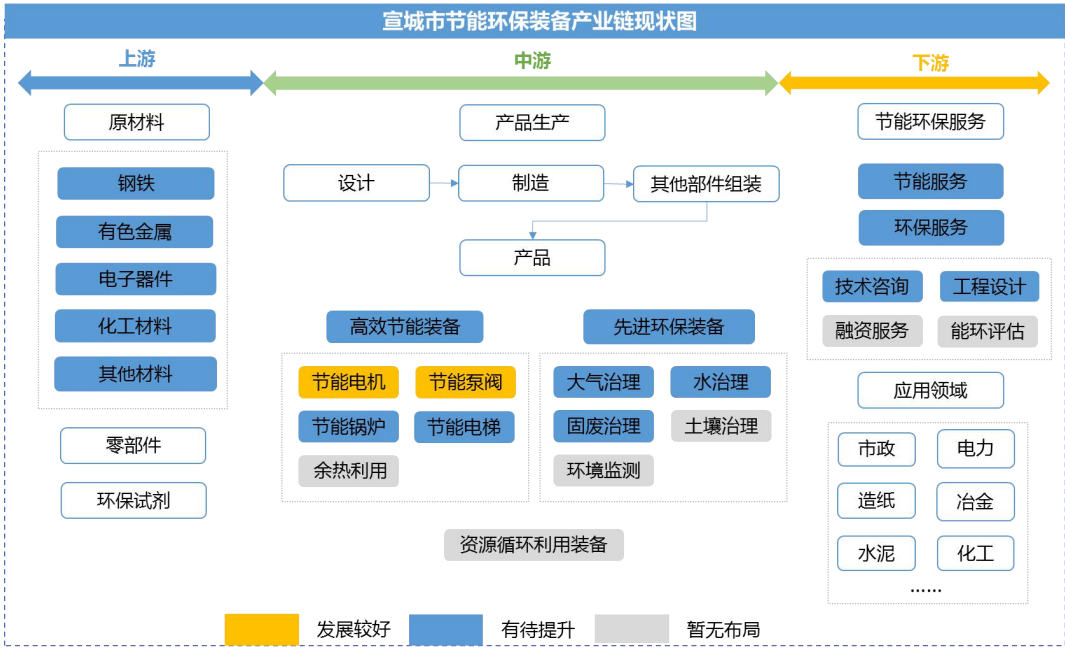 宣城市节能环保装备产业链现状图
上游
中游
下游
原材料
钢铁
有色金属
电子器件
化工材料
其他材料
零部件
环保试剂
产品生产
设计
制造
其他部件组装
产品
高效节能装备
节能电机
节能泵阀
节能锅炉
节能电梯
余热利用
先进环保装备
大气治理
水治理
固废治理
土壤治理
环境监测
资源循环利用装备
节能环保服务
节能服务
环保服务
技术咨询
工程设计
融资服务
能环评估
应用领域
市政
电力
造纸
冶金
水泥
化工
……
发展较好
有待提升
暂无布局